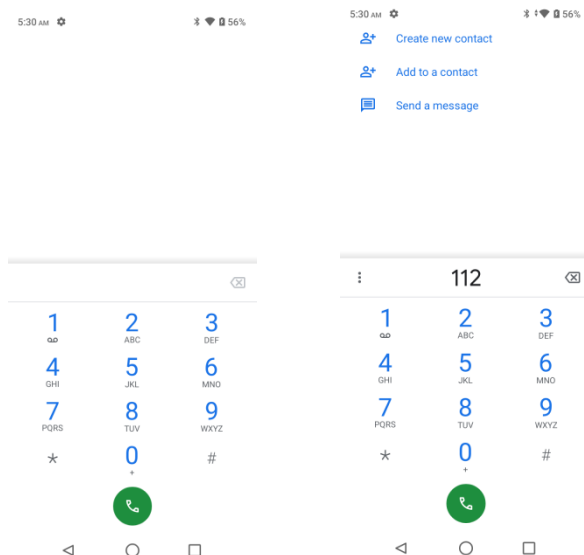 5:30 AM 56%
1 2 3
ABC DEF
4 5 6
GHI JKL MNO
7 8 9
PQRS TUV WXYZ
* 0 #
+
5:30 AM 56%
Create new contact
Add to a contact
Send a message
112
1 2 3
ABC DEF
4 5 6
GHI JKL MNO
7 8 9
PQRS TUV WXYZ
* 0 #
+